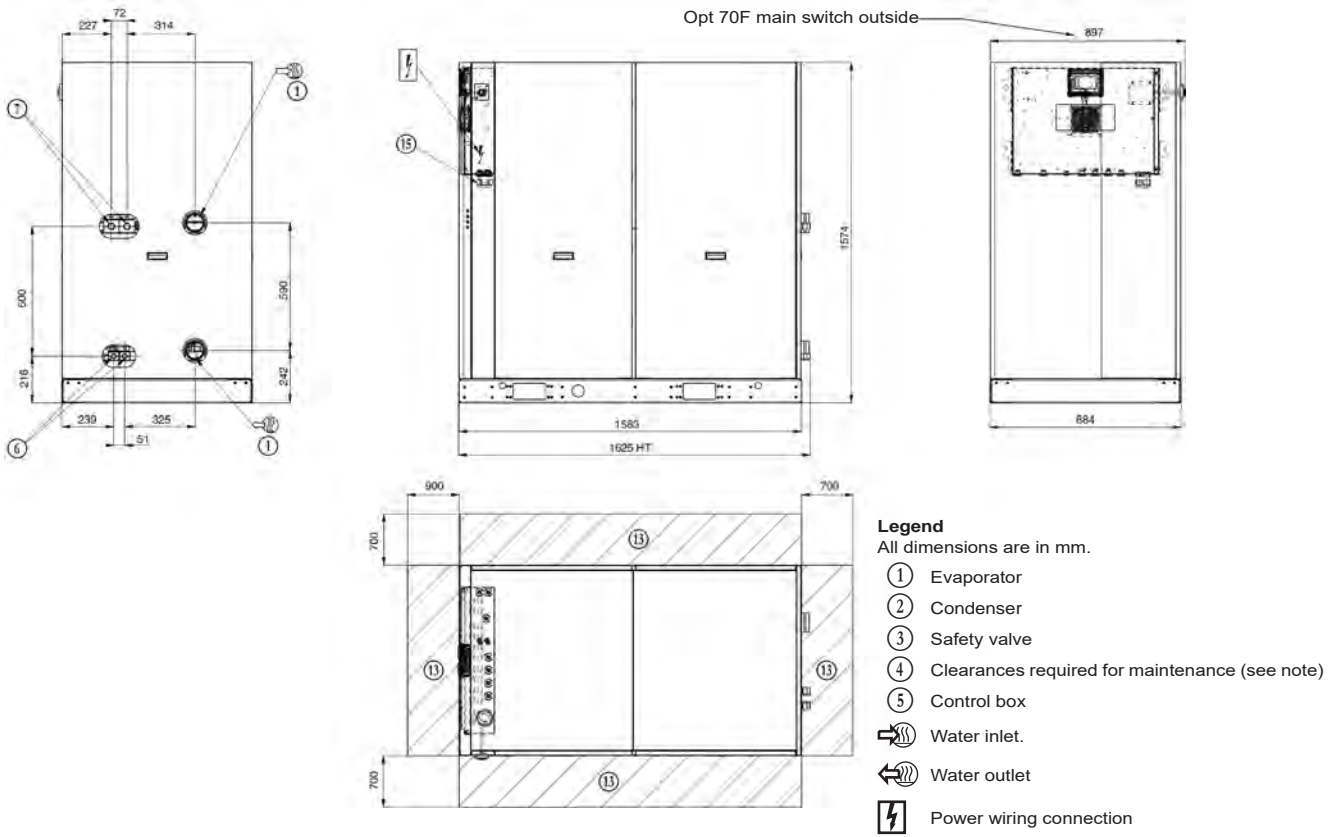 Opt 70F main switch outside
72
227
314
897
1
7
15
600
590
1574
216
242
239
325
51
6
1
1583
1625 HT
884
900
700
700
13
13
13
13
700
Legend
All dimensions are in mm.
1 Evaporator
2 Condenser
3 Safety valve
4 Clearances required for maintenance (see note)
5 Control box
Water inlet.
Water outlet
Power wiring connection